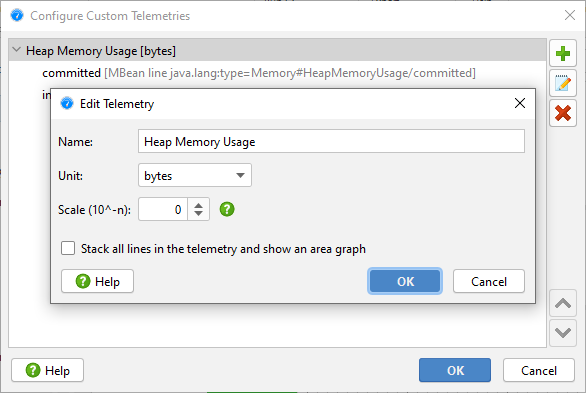 Configure Custom Telemetries
Heap Memory Usage [bytes]
committed [MBean line java.lang:type=Memory#HeapMemoryUsage/committed]
Edit Telemetry
Name: Heap Memory Usage
Unit: bytes
Scale (10^-n): 0
Stack all lines in the telemetry and show an area graph
Help OK Cancel
Help OK Cancel